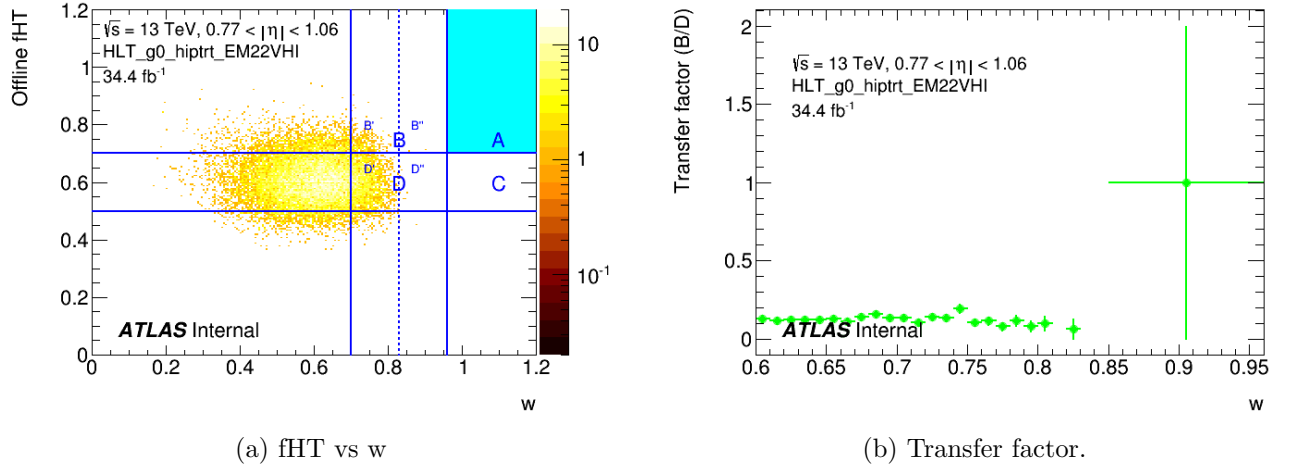 Offline fHT
1.2
1
0.8
0.6
0.4
0.2
0
√s = 13 TeV, 0.77 < |η| < 1.06
HLT_g0_hiptrt_EM22VHI
34.4 fb⁻¹
B'
B
B''
A
D'
D
D''
C
ATLAS Internal
0 0.2 0.4 0.6 0.8 1 1.2
w
10
1
10⁻¹
(a) fHT vs w
Transfer factor (B/D)
2
1.5
1
0.5
0
√s = 13 TeV, 0.77 < |η| < 1.06
HLT_g0_hiptrt_EM22VHI
34.4 fb⁻¹
ATLAS Internal
0.6 0.65 0.7 0.75 0.8 0.85 0.9 0.95
w
(b) Transfer factor.